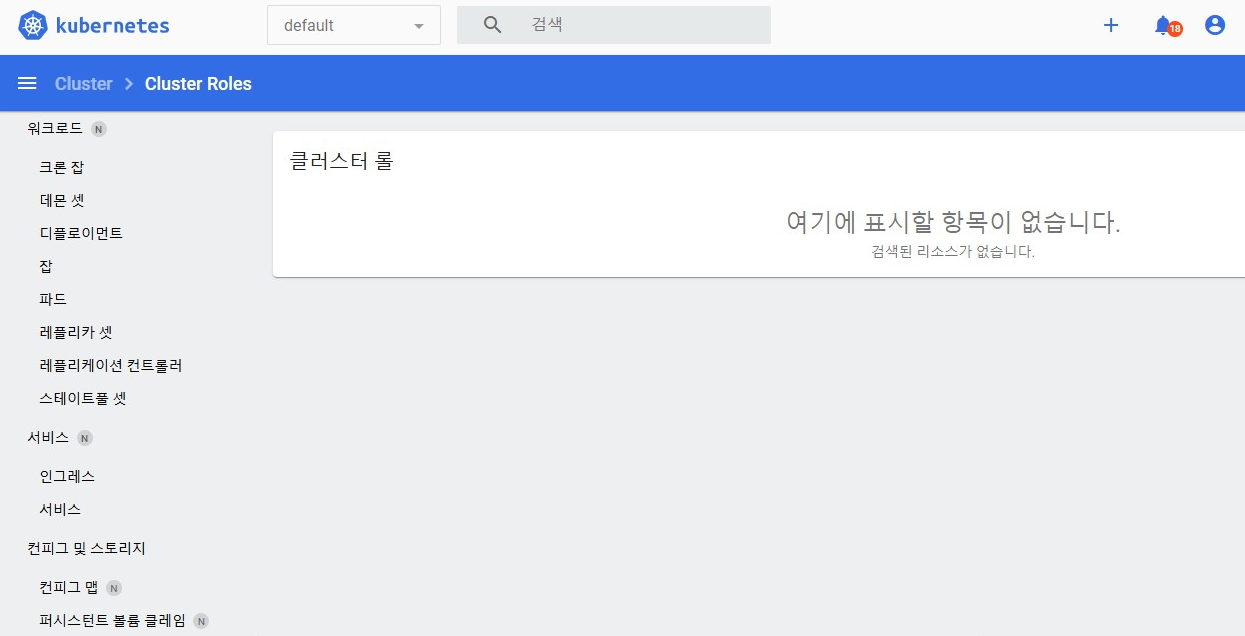 kubernetes
default
검색
18
Cluster > Cluster Roles
워크로드 N
크론 잡
데몬 셋
디플로이먼트
잡
파드
레플리카 셋
레플리케이션 컨트롤러
스테이트풀 셋
서비스 N
인그레스
서비스
컨피그 및 스토리지
컨피그 맵 N
퍼시스턴트 볼륨 클레임 N
클러스터 롤
여기에 표시할 항목이 없습니다.
검색된 리소스가 없습니다.